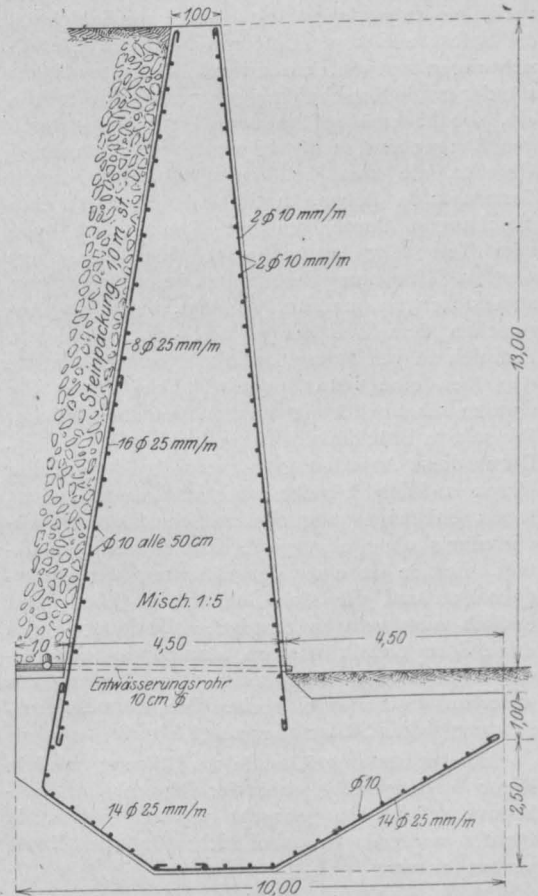 1,00
2 ϕ 10 mm/m
2 ϕ 10 mm/m
13,00
Steinpackung 1,0 m st.
8 ϕ 25 mm/m
16 ϕ 25 mm/m
ϕ 10 alle 50 cm
Misch. 1:5
1,0
4,50
4,50
Entwässerungsrohr
10 cm ϕ
1,00
ϕ 10
14 ϕ 25 mm/m
14 ϕ 25 mm/m
2,50
10,00